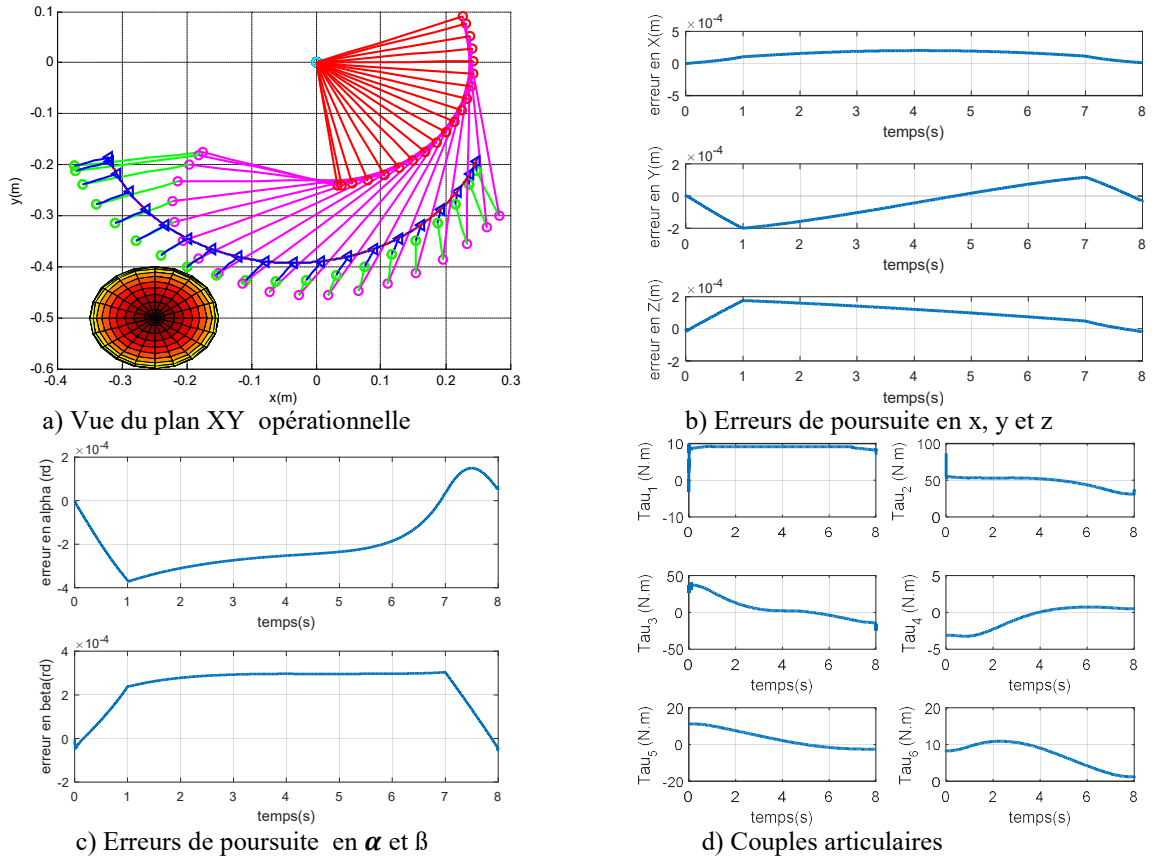 0.1
0
-0.1
-0.2
-0.3
-0.4
-0.5
-0.6
y(m)
-0.4 -0.3 -0.2 -0.1 0 0.1 0.2 0.3
x(m)
a) Vue du plan XY opérationnelle
×10-4
5
0
-5
erreur en X(m)
0 1 2 3 4 5 6 7 8
temps(s)
×10-4
2
0
-2
erreur en Y(m)
0 1 2 3 4 5 6 7 8
temps(s)
×10-4
2
0
-2
erreur en Z(m)
0 1 2 3 4 5 6 7 8
temps(s)
b) Erreurs de poursuite en x, y et z
×10-4
2
0
-2
-4
erreur en alpha (rd)
0 1 2 3 4 5 6 7 8
temps(s)
×10-4
4
2
0
-2
erreur en beta(rd)
0 1 2 3 4 5 6 7 8
temps(s)
c) Erreurs de poursuite en α et ß
10
0
-10
Tau1 (N.m)
0 2 4 6 8
temps(s)
100
50
0
Tau2 (N.m)
0 2 4 6 8
temps(s)
50
0
-50
Tau3 (N.m)
0 2 4 6 8
temps(s)
5
0
-5
Tau4 (N.m)
0 2 4 6 8
temps(s)
20
0
-20
Tau5 (N.m)
0 2 4 6 8
temps(s)
20
10
0
Tau6 (N.m)
0 2 4 6 8
temps(s)
d) Couples articulaires